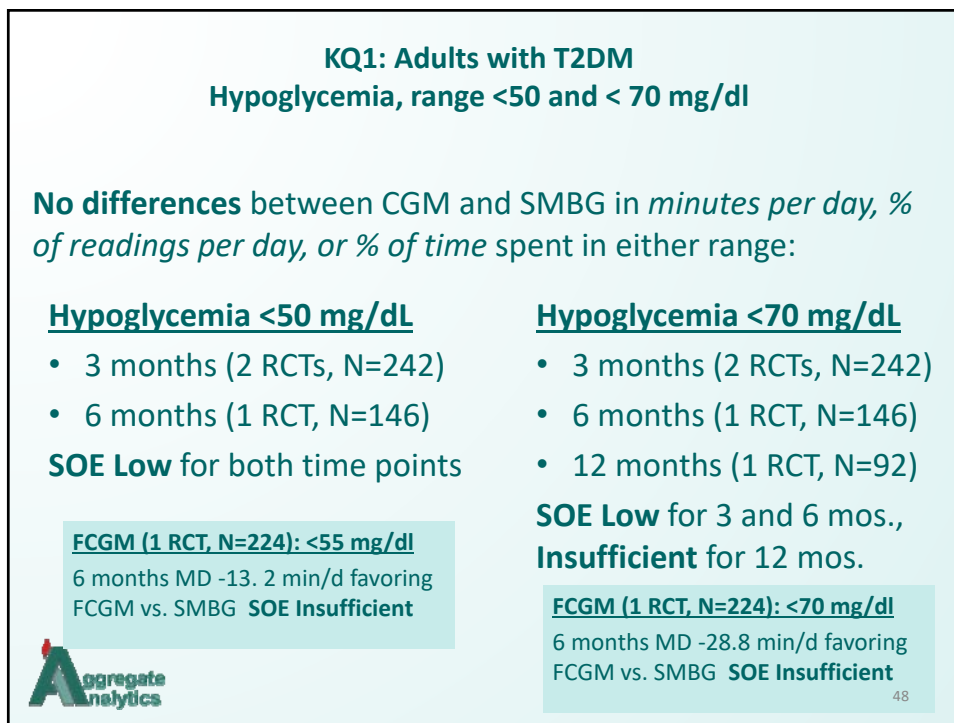 KQ1: Adults with T2DM
Hypoglycemia, range <50 and < 70 mg/dl
No differences between CGM and SMBG in minutes per day, %
of readings per day, or % of time spent in either range:
Hypoglycemia <50 mg/dL
• 3 months (2 RCTs, N=242)
• 6 months (1 RCT, N=146)
SOE Low for both time points
FCGM (1 RCT, N=224): <55 mg/dl
6 months MD -13. 2 min/d favoring
FCGM vs. SMBG SOE Insufficient
Hypoglycemia <70 mg/dL
• 3 months (2 RCTs, N=242)
• 6 months (1 RCT, N=146)
• 12 months (1 RCT, N=92)
SOE Low for 3 and 6 mos.,
Insufficient for 12 mos.
FCGM (1 RCT, N=224): <70 mg/dl
6 months MD -28.8 min/d favoring
FCGM vs. SMBG SOE Insufficient
Aggregate
Analytics
48